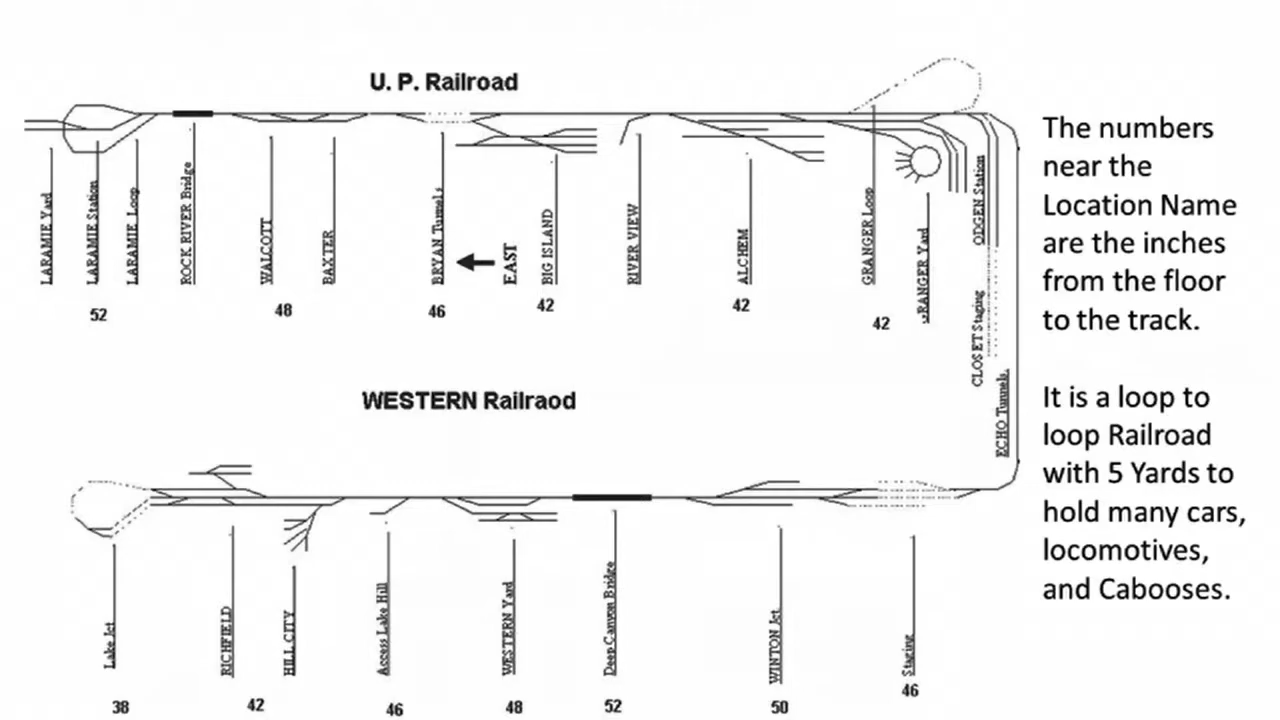 U. P. Railroad
LARAMIE Yard
LARAMIE Station
LARAMIE Loop
ROCK RIVER Bridge
WALCOTT
BAXTER
BRYAN Tunnels
EAST
BIG ISLAND
RIVER VIEW
ALCHEM
GRANGER Loop
GRANGER Yard
ODGEN Station
CLOSET Staging
ECHO Tunnels
52
48
46
42
42
42
WESTERN Railraod
Lake Jct
RICHFIELD
HILL CITY
Access Lake Hill
WESTERN Yard
Deep Canyon Bridge
WINTON Jct
Staging
38
42
46
48
52
50
46
The numbers
near the
Location Name
are the inches
from the floor
to the track.
It is a loop to
loop Railroad
with 5 Yards to
hold many cars,
locomotives,
and Cabooses.